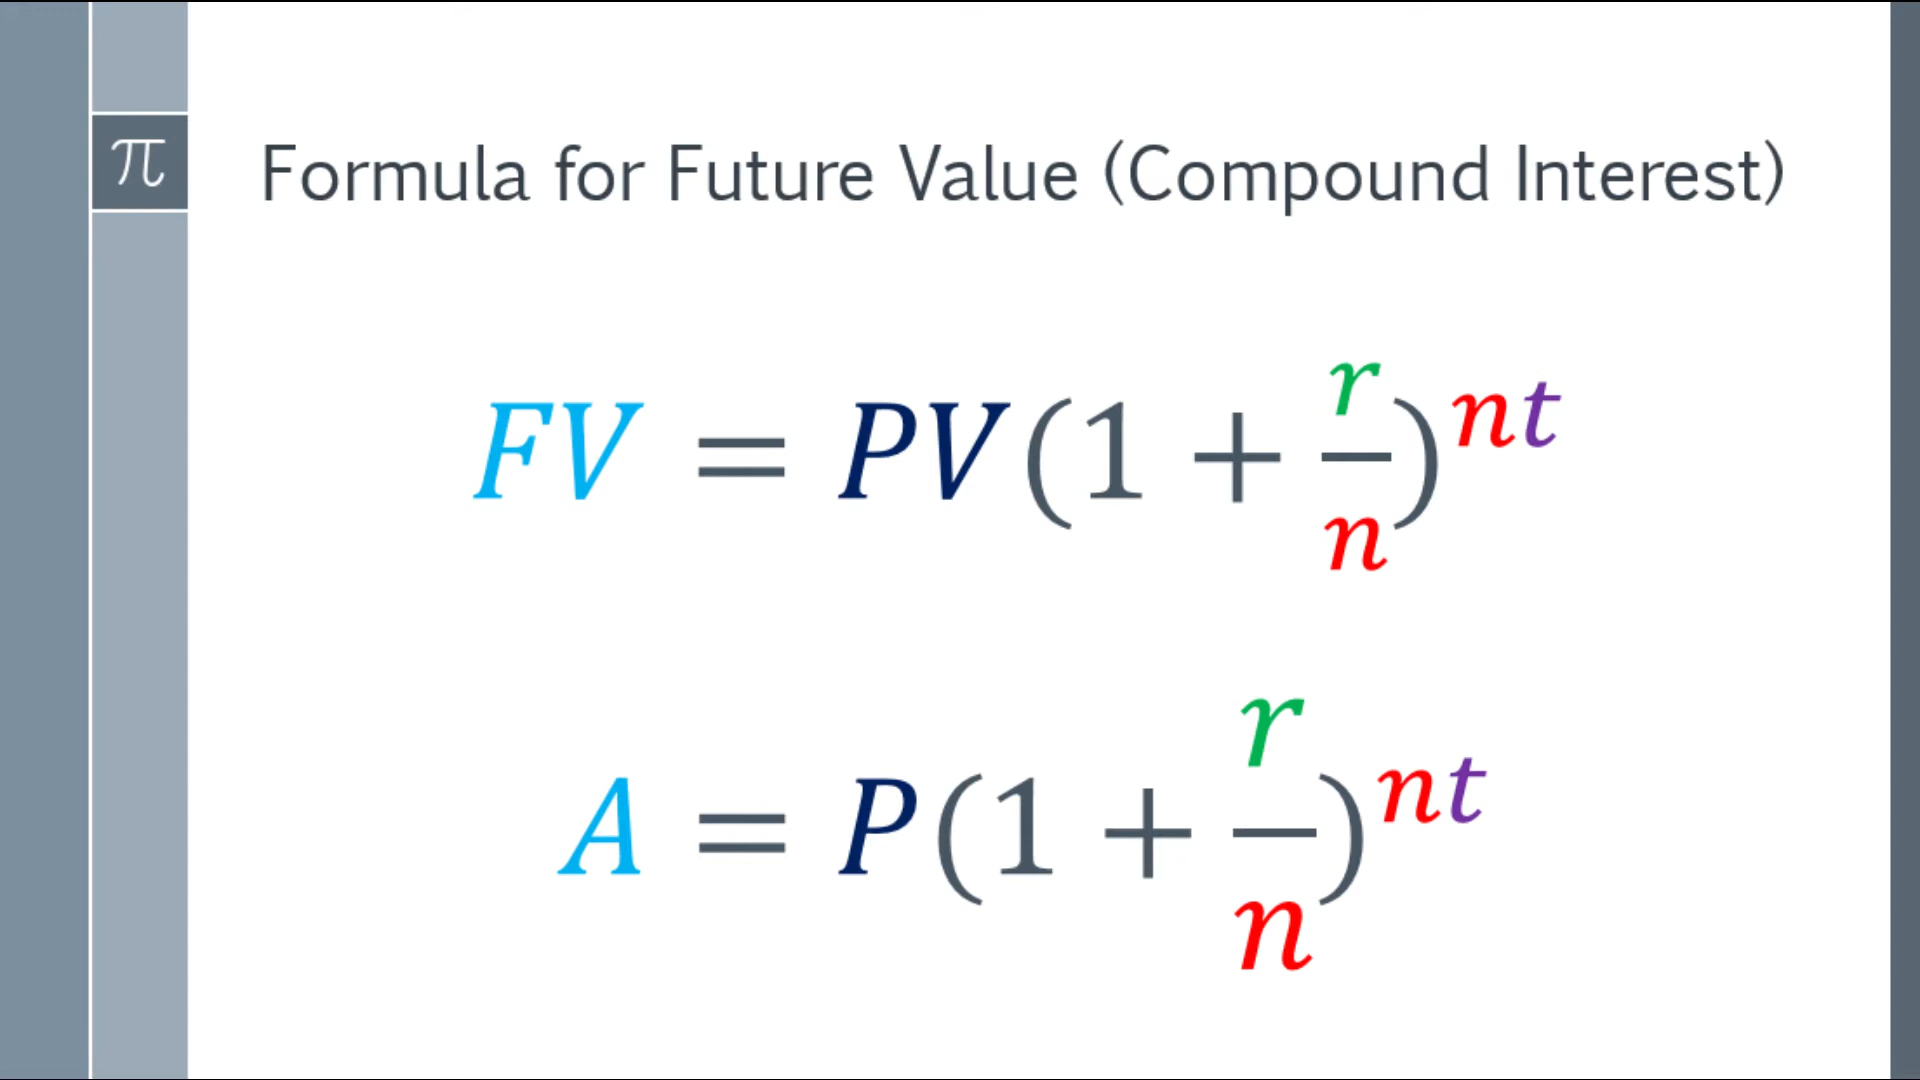 π
Formula for Future Value (Compound Interest)
FV = PV(1 + r/n)^nt
A = P(1 + r/n)^nt